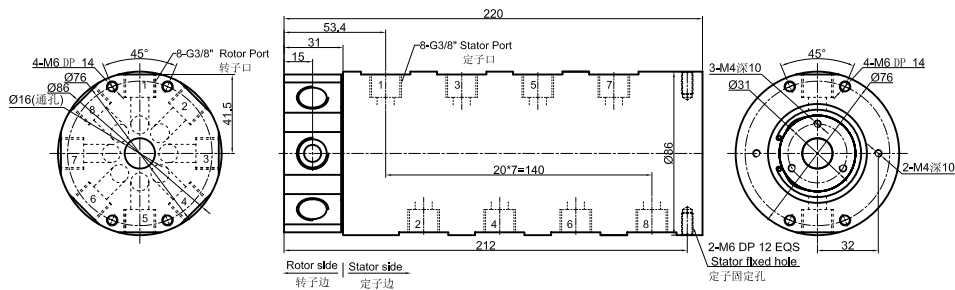 45°
8-G3/8" Rotor Port
转子口
4-M6 DP 14
Ø76
Ø86
Ø16(通孔)
41.5
1
2
3
4
5
6
7
8
220
53.4
31
15
8-G3/8" Stator Port
定子口
1
3
5
7
20*7=140
Ø86
2
4
6
8
212
Rotor side
转子边
Stator side
定子边
2-M6 DP 12 EQS
Stator fixed hole
定子固定孔
45°
3-M4深10
4-M6 DP 14
Ø31
Ø76
2-M4深10
32